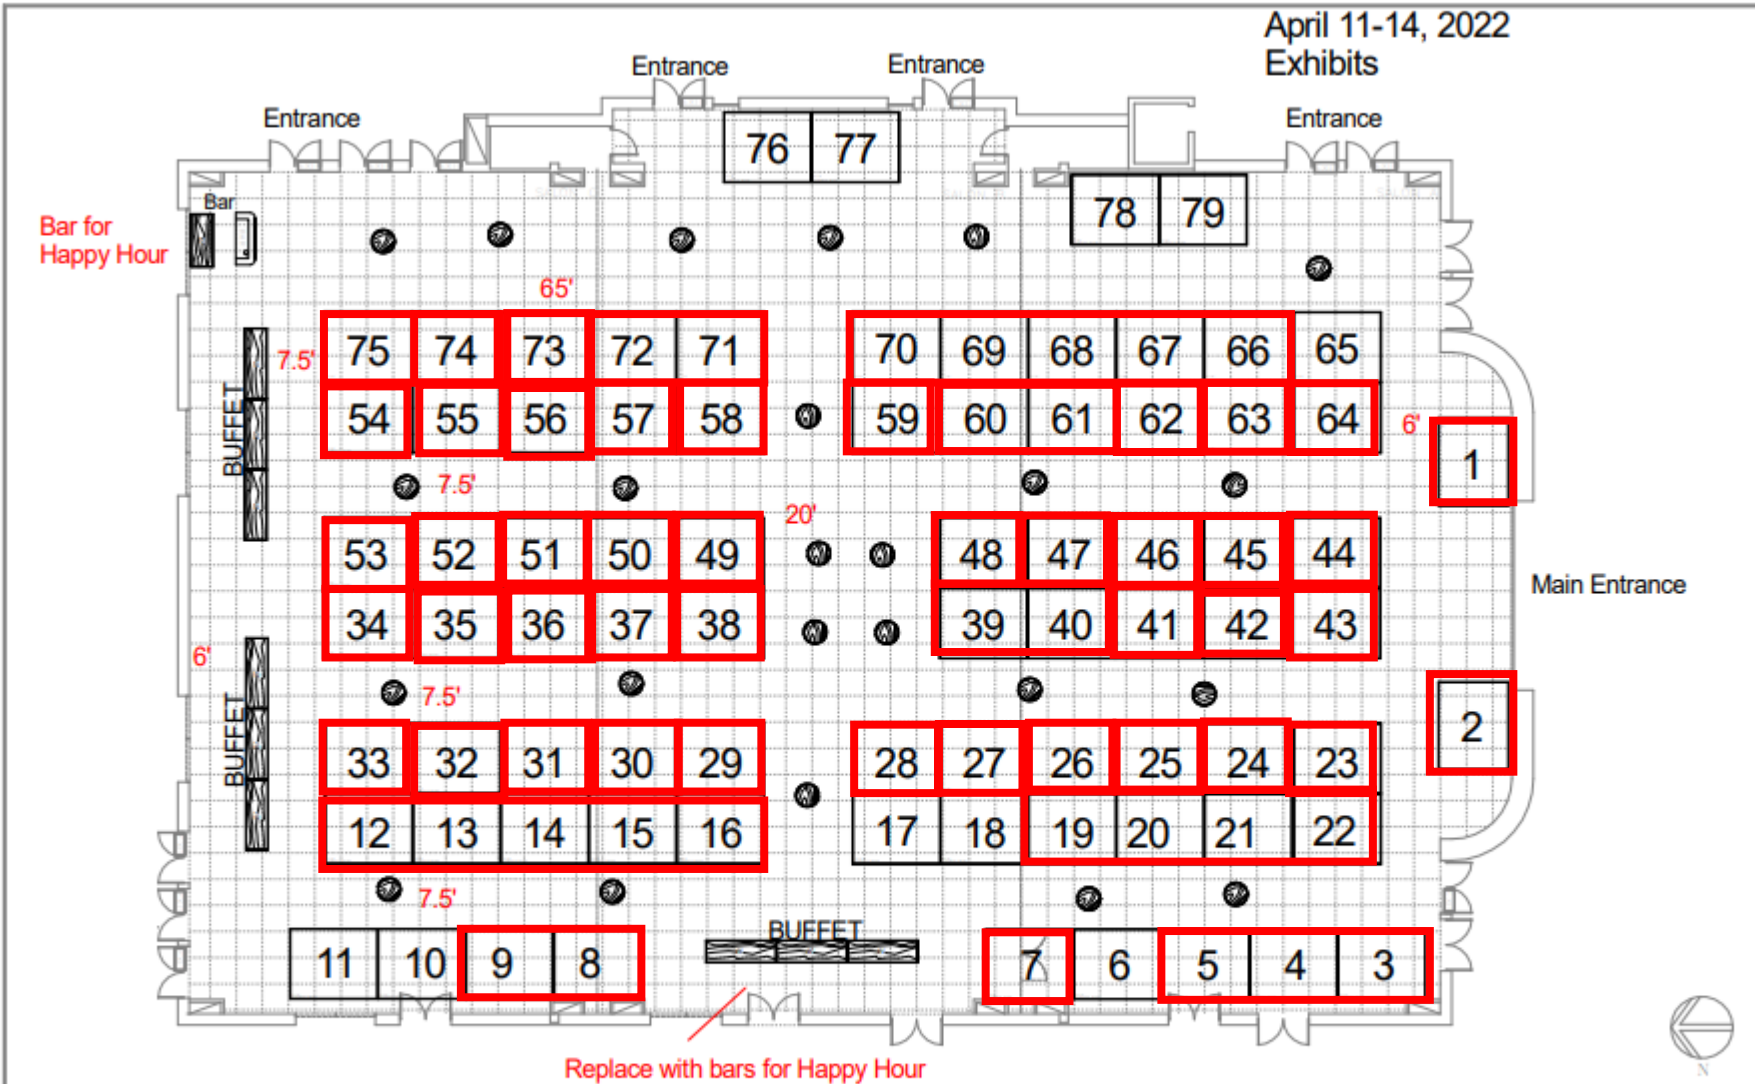 April 11-14, 2022
Exhibits
Entrance
Entrance
Entrance
Entrance
76 77
78 79
Bar
Bar for
Happy Hour
65'
75 74 73 72 71
70 69 68 67 66 65
7.5'
54 55 56 57 58
59 60 61 62 63 64
6'
BUFFET
1
7.5'
20'
53 52 51 50 49
48 47 46 45 44
Main Entrance
34 35 36 37 38
39 40 41 42 43
6'
7.5'
2
BUFFET
33 32 31 30 29
28 27 26 25 24 23
12 13 14 15 16
17 18 19 20 21 22
7.5'
BUFFET
11 10 9 8
7 6 5 4 3
Replace with bars for Happy Hour
N